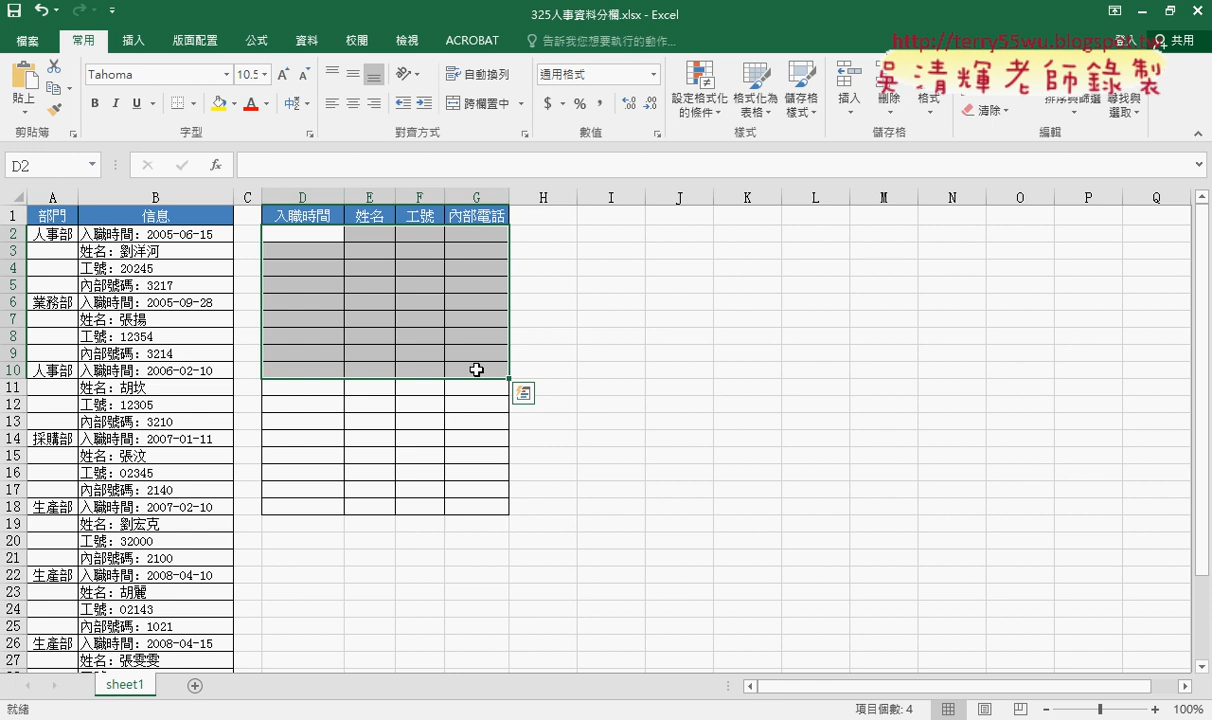 325人事資料分欄.xlsx - Excel
檔案 常用 插入 版面配置 公式 資料 校閱 檢視 ACROBAT 告訴我您想要執行的動作... 共用
http://terry55wu.blogspot.tw
吳清輝老師錄製
貼上 Tahoma 10.5 自動換列 通用格式 設定格式化的條件 格式化為表格 儲存格樣式 插入 刪除 格式 排序與篩選 尋找與選取
B I U 跨欄置中 $ % 清除
剪貼簿 字型 對齊方式 數值 樣式 儲存格 編輯
D2 fx
A B C D E F G H I J K L M N O P Q
1 部門 信息 入職時間 姓名 工號 內部電話
2 人事部 入職時間: 2005-06-15
3 姓名: 劉洋河
4 工號: 20245
5 內部號碼: 3217
6 業務部 入職時間: 2005-09-28
7 姓名: 張揚
8 工號: 12354
9 內部號碼: 3214
10 人事部 入職時間: 2006-02-10
11 姓名: 胡坎
12 工號: 12305
13 內部號碼: 3210
14 採購部 入職時間: 2007-01-11
15 姓名: 張汶
16 工號: 02345
17 內部號碼: 2140
18 生產部 入職時間: 2007-02-10
19 姓名: 劉宏克
20 工號: 32000
21 內部號碼: 2100
22 生產部 入職時間: 2008-04-10
23 姓名: 胡麗
24 工號: 02143
25 內部號碼: 1021
26 生產部 入職時間: 2008-04-15
27 姓名: 張雯雯
sheet1
就緒 項目個數: 4 100%